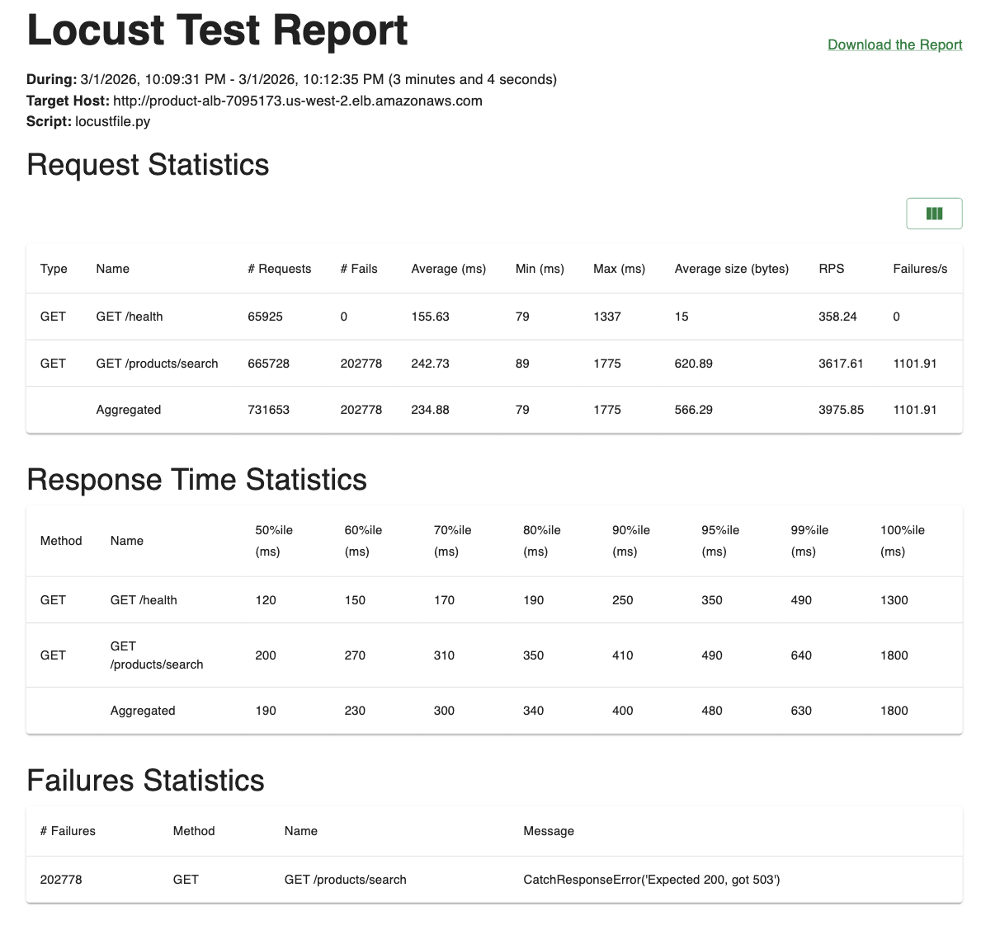 Locust Test Report
Download the Report
During: 3/1/2026, 10:09:31 PM - 3/1/2026, 10:12:35 PM (3 minutes and 4 seconds)
Target Host: http://product-alb-7095173.us-west-2.elb.amazonaws.com
Script: locustfile.py
Request Statistics
Type Name # Requests # Fails Average (ms) Min (ms) Max (ms) Average size (bytes) RPS Failures/s
GET GET /health 65925 0 155.63 79 1337 15 358.24 0
GET GET /products/search 665728 202778 242.73 89 1775 620.89 3617.61 1101.91
Aggregated 731653 202778 234.88 79 1775 566.29 3975.85 1101.91
Response Time Statistics
Method Name 50%ile (ms) 60%ile (ms) 70%ile (ms) 80%ile (ms) 90%ile (ms) 95%ile (ms) 99%ile (ms) 100%ile (ms)
GET GET /health 120 150 170 190 250 350 490 1300
GET GET /products/search 200 270 310 350 410 490 640 1800
Aggregated 190 230 300 340 400 480 630 1800
Failures Statistics
# Failures Method Name Message
202778 GET GET /products/search CatchResponseError('Expected 200, got 503')